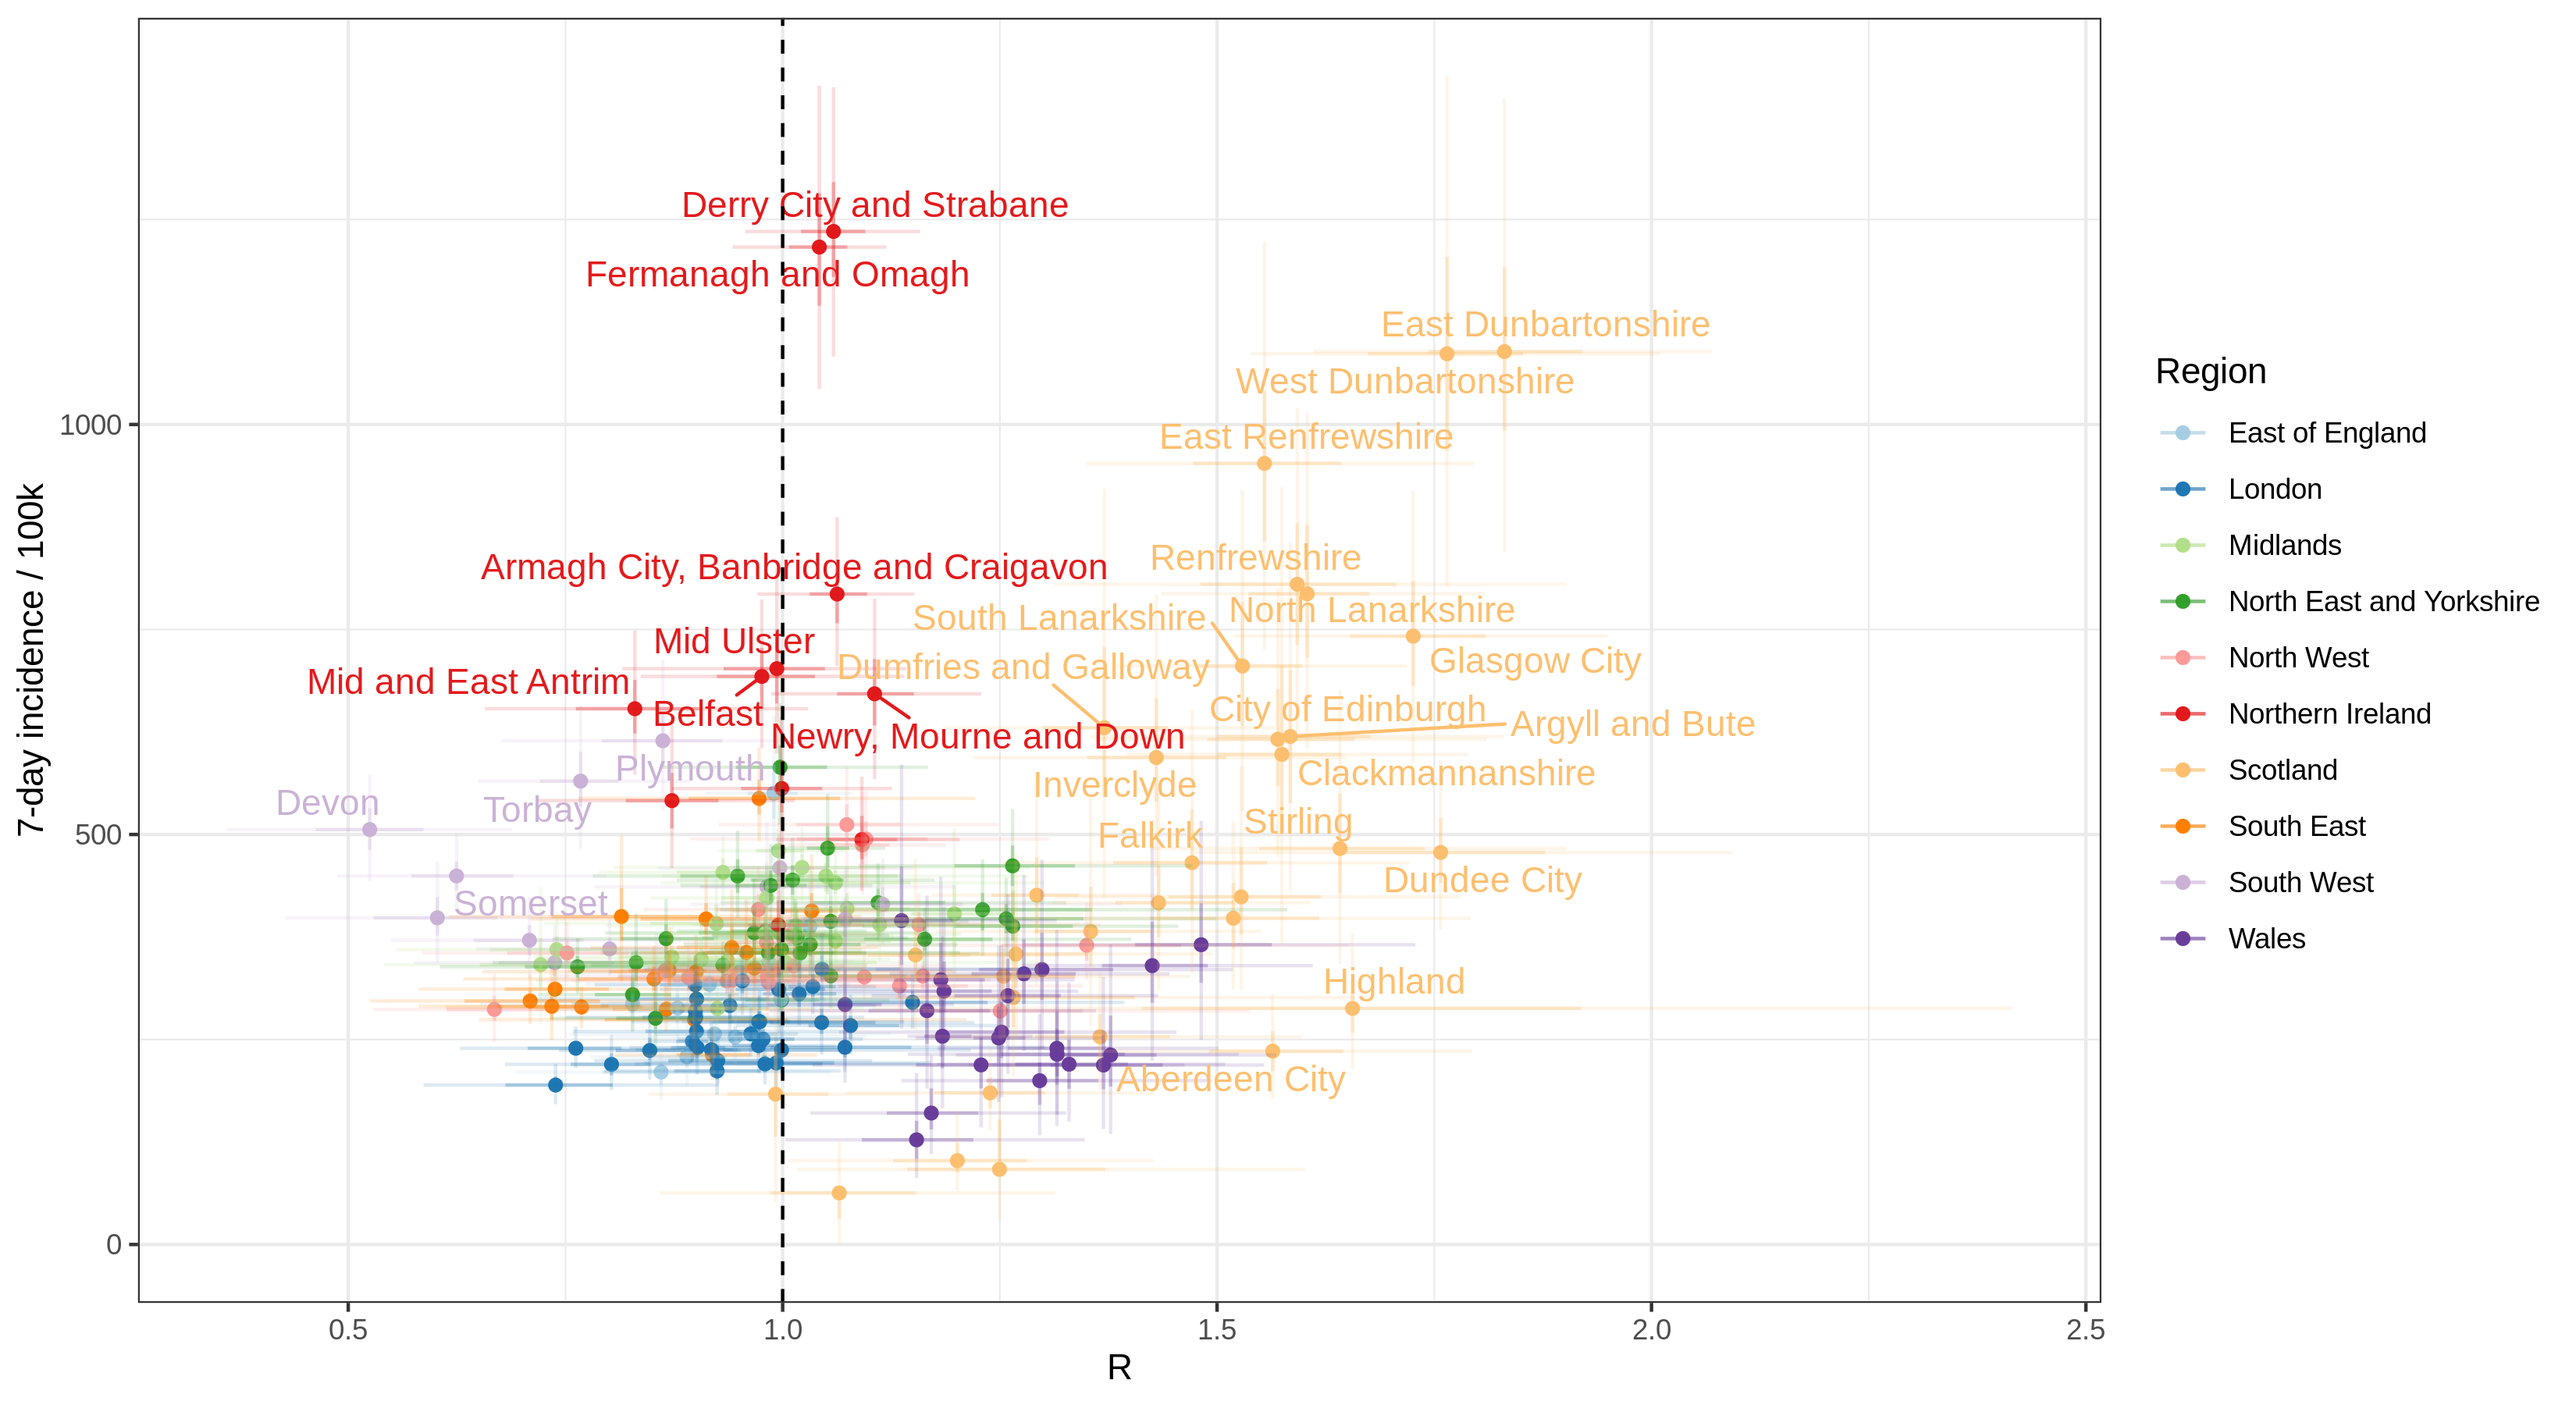 Derry City and Strabane
Fermanagh and Omagh
East Dunbartonshire
West Dunbartonshire
East Renfrewshire
Armagh City, Banbridge and Craigavon
Renfrewshire
South Lanarkshire
North Lanarkshire
Mid Ulster
Dumfries and Galloway
Glasgow City
Mid and East Antrim
Belfast
City of Edinburgh
Argyll and Bute
Newry, Mourne and Down
Plymouth
Inverclyde
Clackmannanshire
Devon
Torbay
Falkirk
Stirling
Dundee City
Somerset
Highland
Aberdeen City
1000
500
0
7-day incidence / 100k
0.5
1.0
1.5
2.0
2.5
R
Region
East of England
London
Midlands
North East and Yorkshire
North West
Northern Ireland
Scotland
South East
South West
Wales